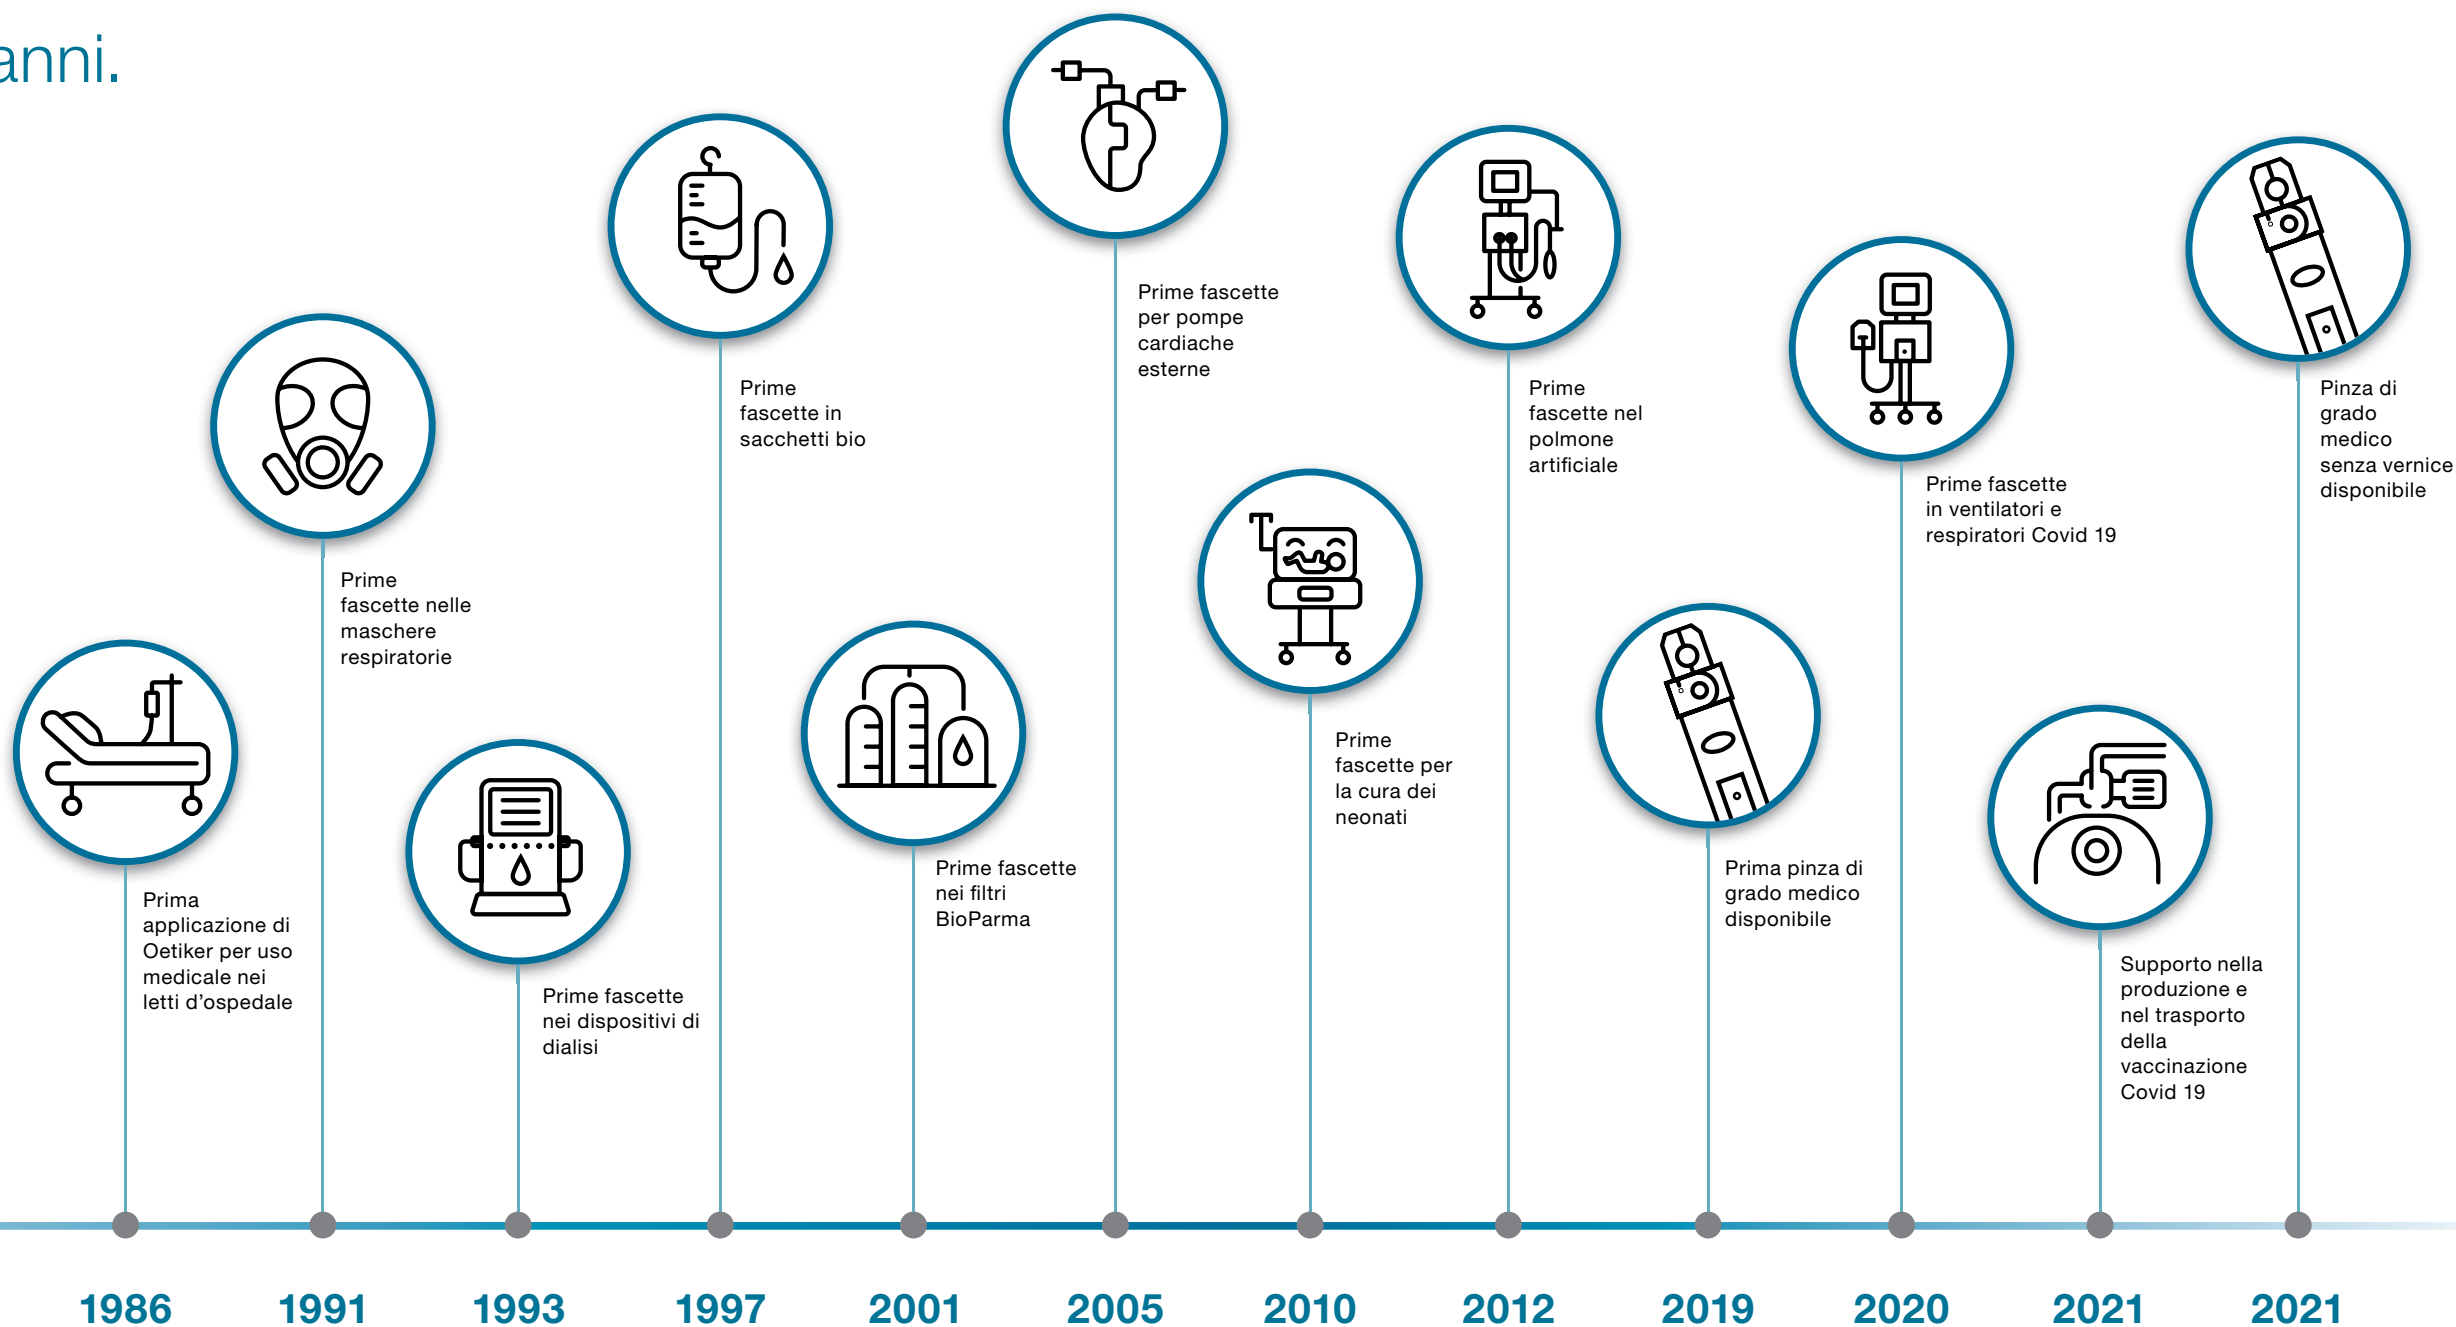 anni.
Prima
applicazione di
Oetiker per uso
medicale nei
letti d’ospedale
Prime
fascette nelle
maschere
respiratorie
Prime fascette
nei dispositivi di
dialisi
Prime
fascette in
sacchetti bio
Prime fascette
nei filtri
BioParma
Prime fascette
per pompe
cardiache
esterne
Prime
fascette per
la cura dei
neonati
Prime
fascette nel
polmone
artificiale
Prima pinza di
grado medico
disponibile
Prime fascette
in ventilatori e
respiratori Covid 19
Supporto nella
produzione e
nel trasporto
della
vaccinazione
Covid 19
Pinza di
grado
medico
senza vernice
disponibile
1986 1991 1993 1997 2001 2005 2010 2012 2019 2020 2021 2021